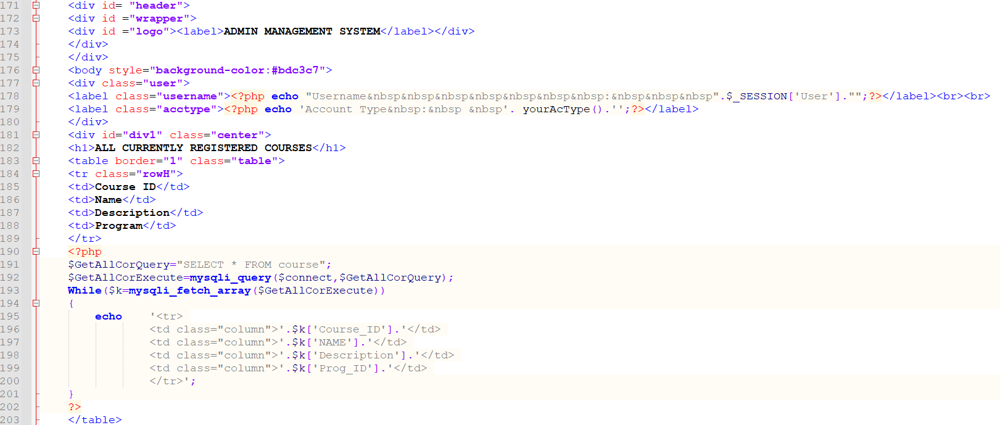 171 <div id= "header">
172 <div id ="wrapper">
173 <div id ="logo"><label>ADMIN MANAGEMENT SYSTEM</label></div>
174 </div>
175 </div>
176 <body style="background-color:#bdc3c7">
177 <div class="user">
178 <label class="username"><?php echo "Username&nbsp&nbsp&nbsp&nbsp&nbsp&nbsp&nbsp:&nbsp&nbsp&nbsp".$_SESSION['User']."";?></label><br><br>
179 <label class="acctype"><?php echo 'Account Type&nbsp:&nbsp &nbsp'. yourAcType().'';?></label>
180 </div>
181 <div id="div1" class="center">
182 <h1>ALL CURRENTLY REGISTERED COURSES</h1>
183 <table border="1" class="table">
184 <tr class="rowH">
185 <td>Course ID</td>
186 <td>Name</td>
187 <td>Description</td>
188 <td>Program</td>
189 </tr>
190 <?php
191 $GetAllCorQuery="SELECT * FROM course";
192 $GetAllCorExecute=mysqli_query($connect,$GetAllCorQuery);
193 While($k=mysqli_fetch_array($GetAllCorExecute))
194 {
195 echo '<tr>
196 <td class="column">'.$k['Course_ID'].'</td>
197 <td class="column">'.$k['NAME'].'</td>
198 <td class="column">'.$k['Description'].'</td>
199 <td class="column">'.$k['Prog_ID'].'</td>
200 </tr>';
201 }
202 ?>
203 </table>